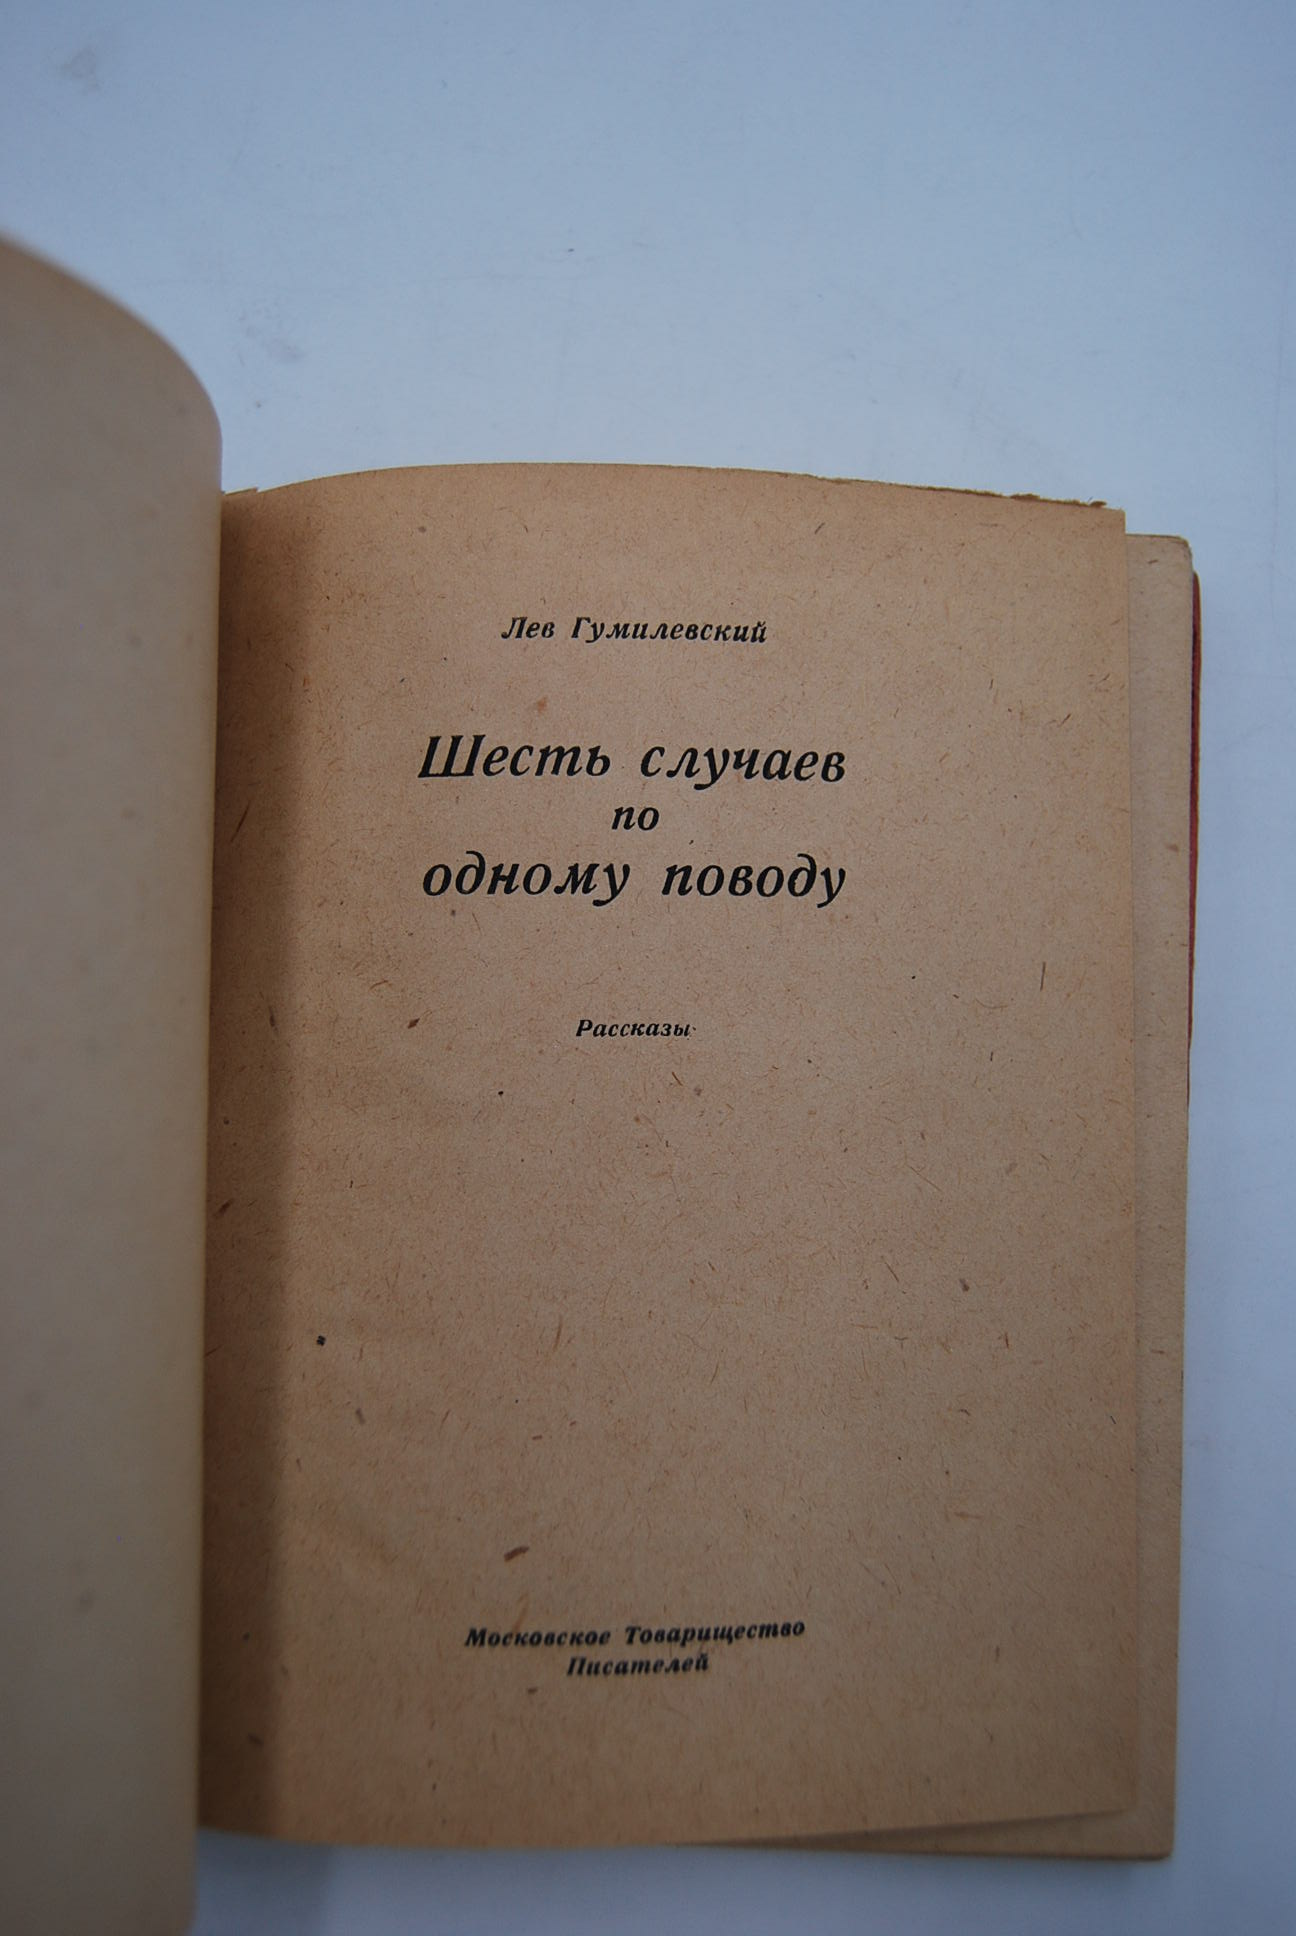 Лев Гумилевский
Шесть случаев
по
одному поводу
Рассказы
Московское Товарищество
Писателей